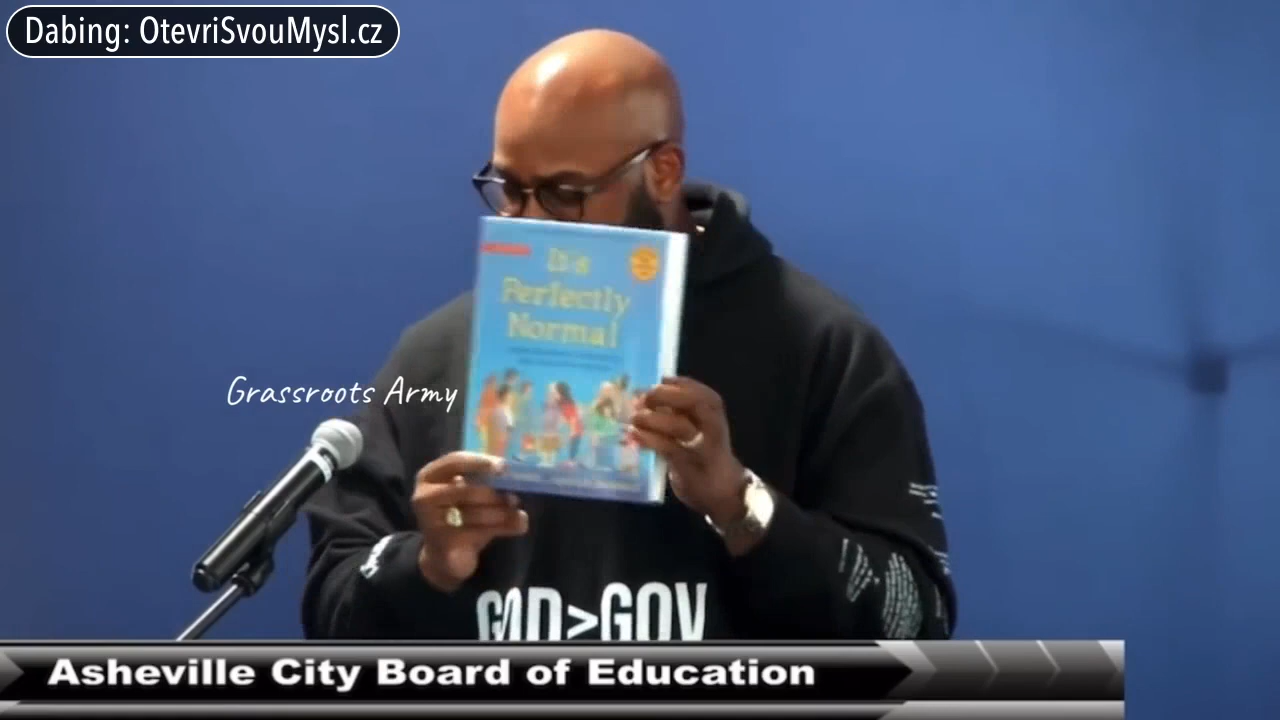 Dabing: OtevriSvouMysl.cz
It's
Perfectly
Normal
Grassroots Army
GOD>GOV
Asheville City Board of Education